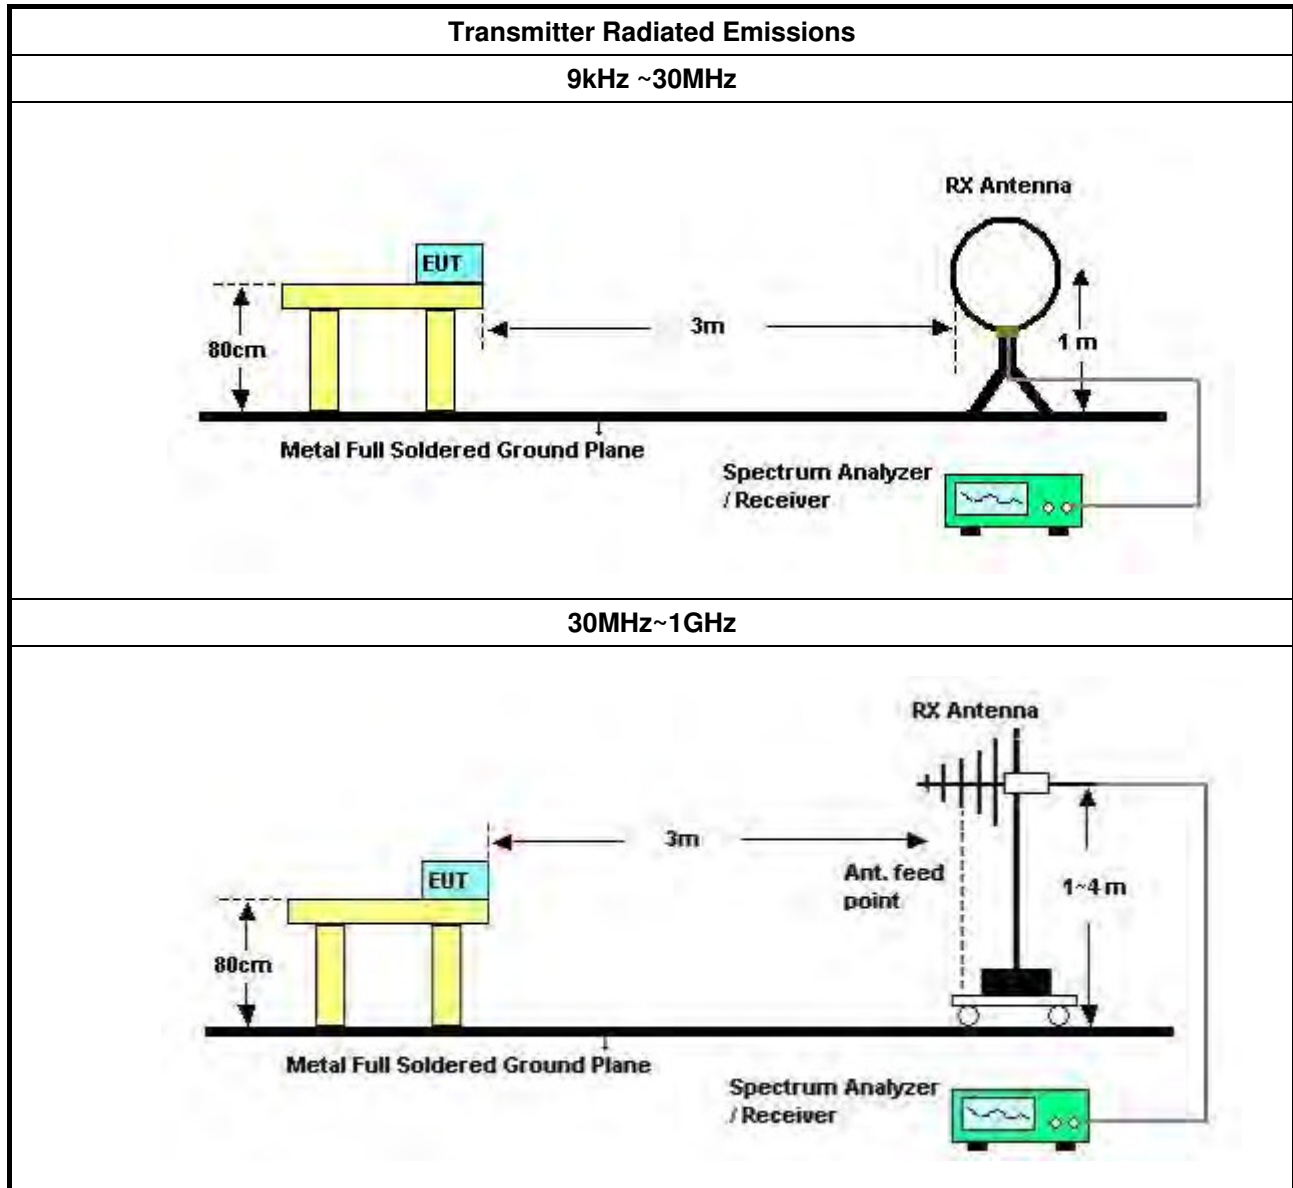 Transmitter Radiated Emissions
9kHz ~30MHz
RX Antenna
EUT
3m
80cm
1 m
Metal Full Soldered Ground Plane
Spectrum Analyzer
/ Receiver
30MHz~1GHz
RX Antenna
3m
Ant. feed
point
EUT
1~4 m
80cm
Metal Full Soldered Ground Plane
Spectrum Analyzer
/ Receiver